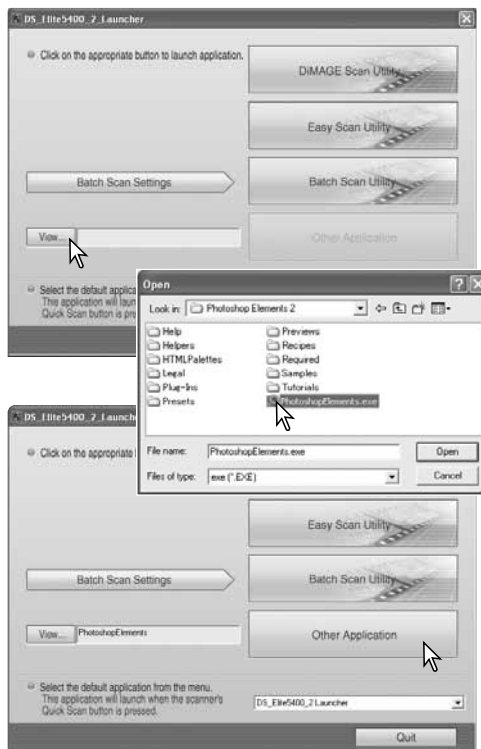 DS_Elite5400_2_Launcher
Click on the appropriate button to launch application.
DiMAGE Scan Utility
Easy Scan Utility
Batch Scan Settings
Batch Scan Utility
View...
Other Application
Select the default applica
This application will laun
Quick Scan button is pre
Open
Look in: Photoshop Elements 2
Help
Helpers
HTMLPalettes
Legal
Plug-Ins
Presets
Previews
Recipes
Required
Samples
Tutorials
PhotoshopElements.exe
File name: PhotoshopElements.exe
Open
Files of type: exe (*.EXE)
Cancel
DS_Elite5400_2_Launche
Click on the appropriate
Easy Scan Utility
Batch Scan Settings
Batch Scan Utility
View... PhotoshopElements
Other Application
Select the default application from the menu.
This application will launch when the scanner's
Quick Scan button is pressed.
DS_Elite5400_2 Launcher
Quit